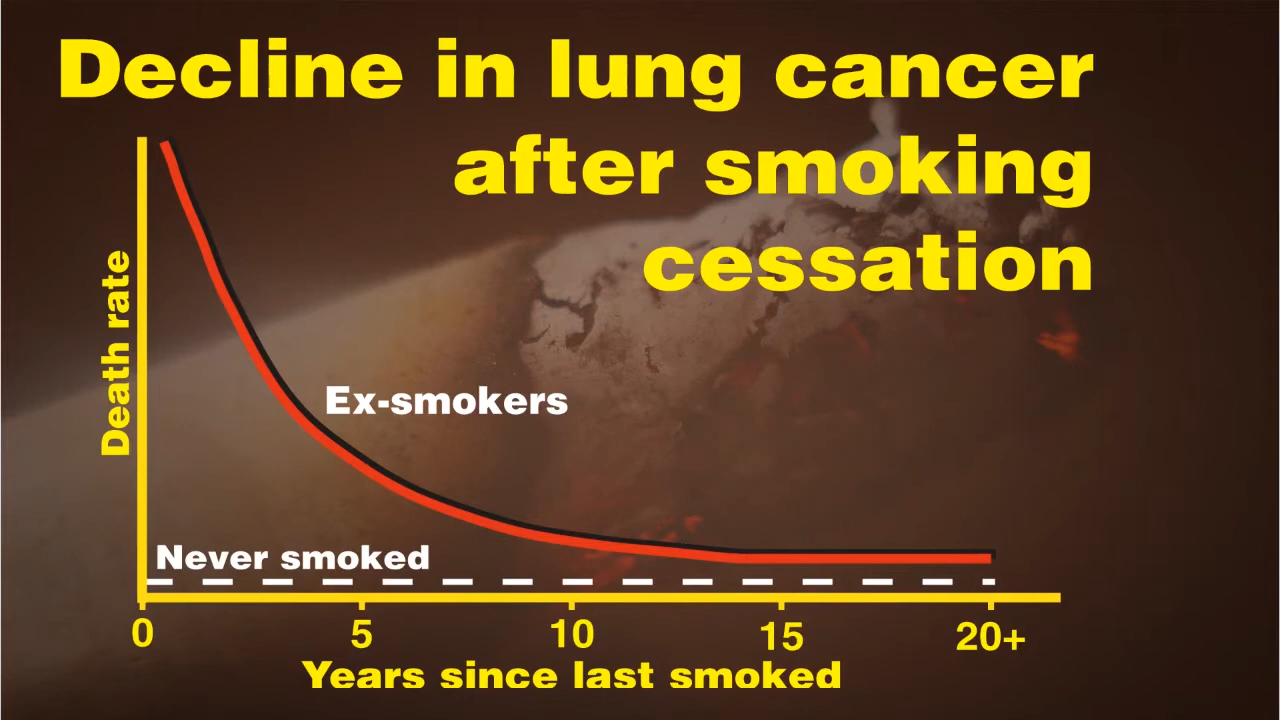 Decline in lung cancer
after smoking
cessation
Death rate
Ex-smokers
Never smoked
0 5 10 15 20+
Years since last smoked